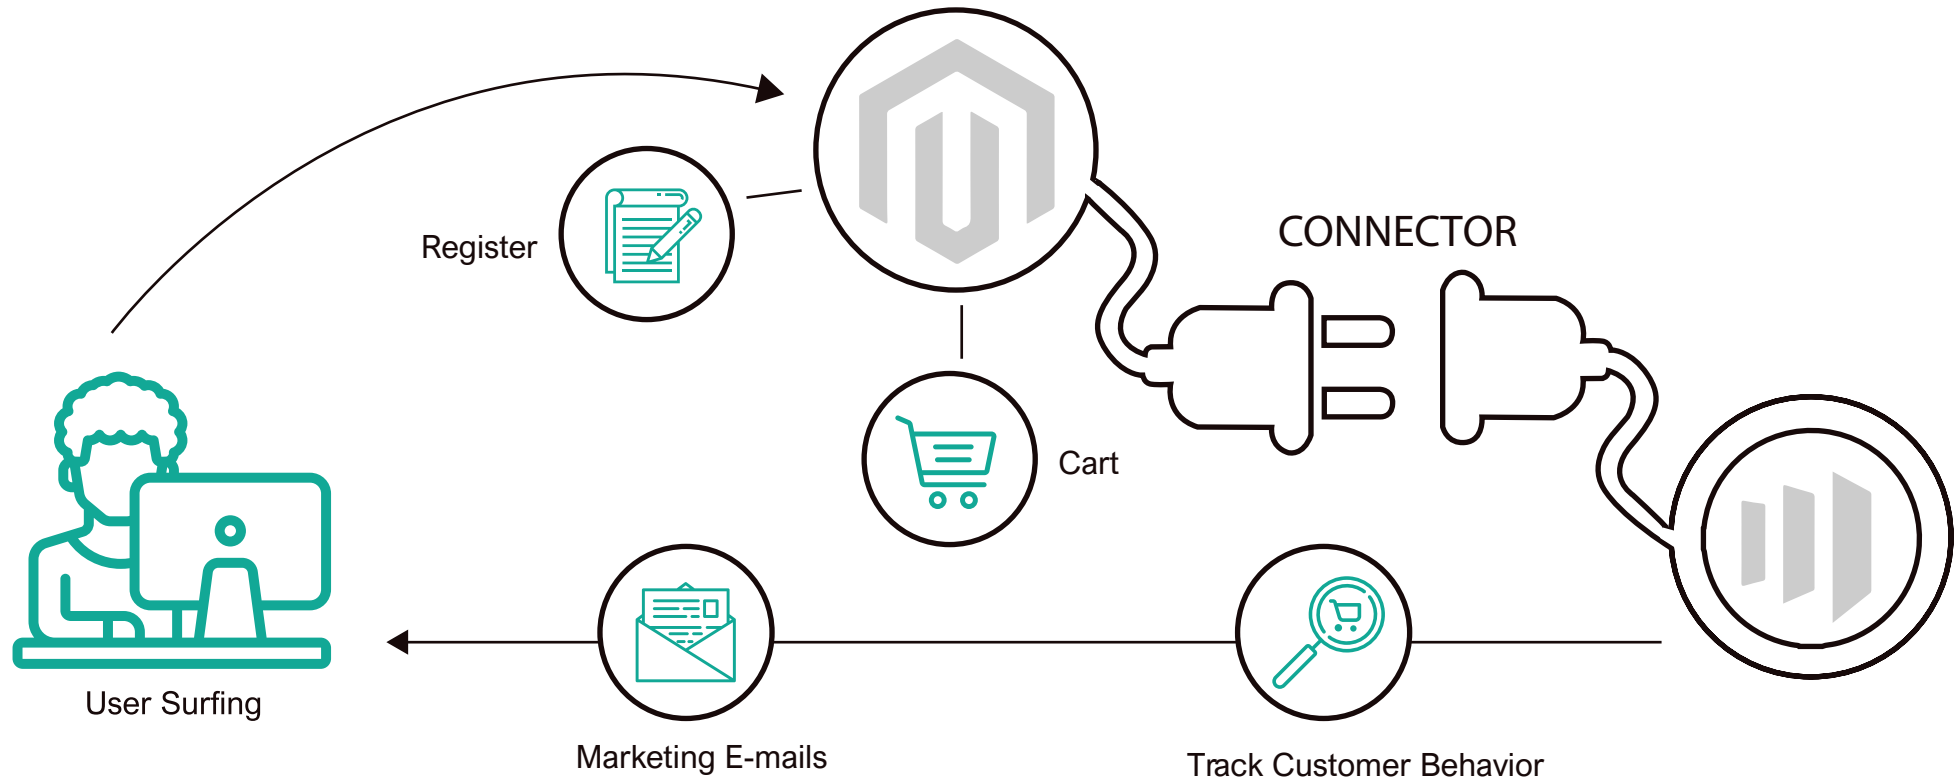 CONNECTOR
Register
Cart
User Surfing
Marketing E-mails
Track Customer Behavior